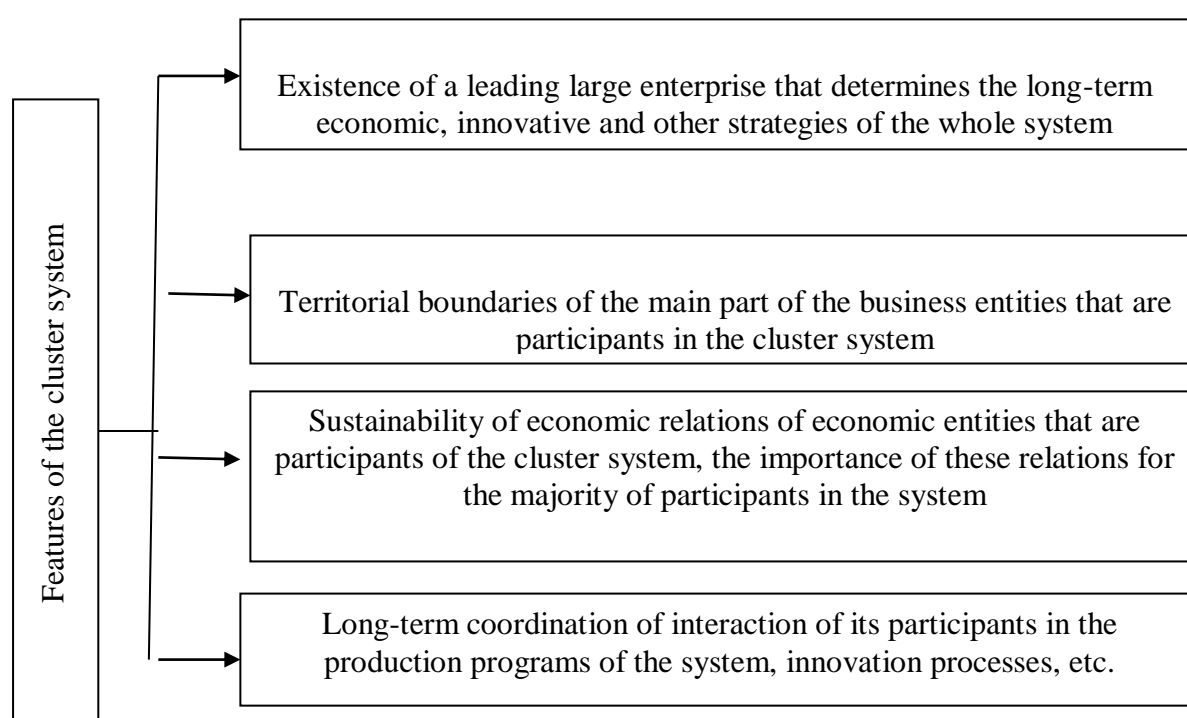 Features of the cluster system
Existence of a leading large enterprise that determines the long-term
economic, innovative and other strategies of the whole system
Territorial boundaries of the main part of the business entities that are
participants in the cluster system
Sustainability of economic relations of economic entities that are
participants of the cluster system, the importance of these relations for
the majority of participants in the system
Long-term coordination of interaction of its participants in the
production programs of the system, innovation processes, etc.